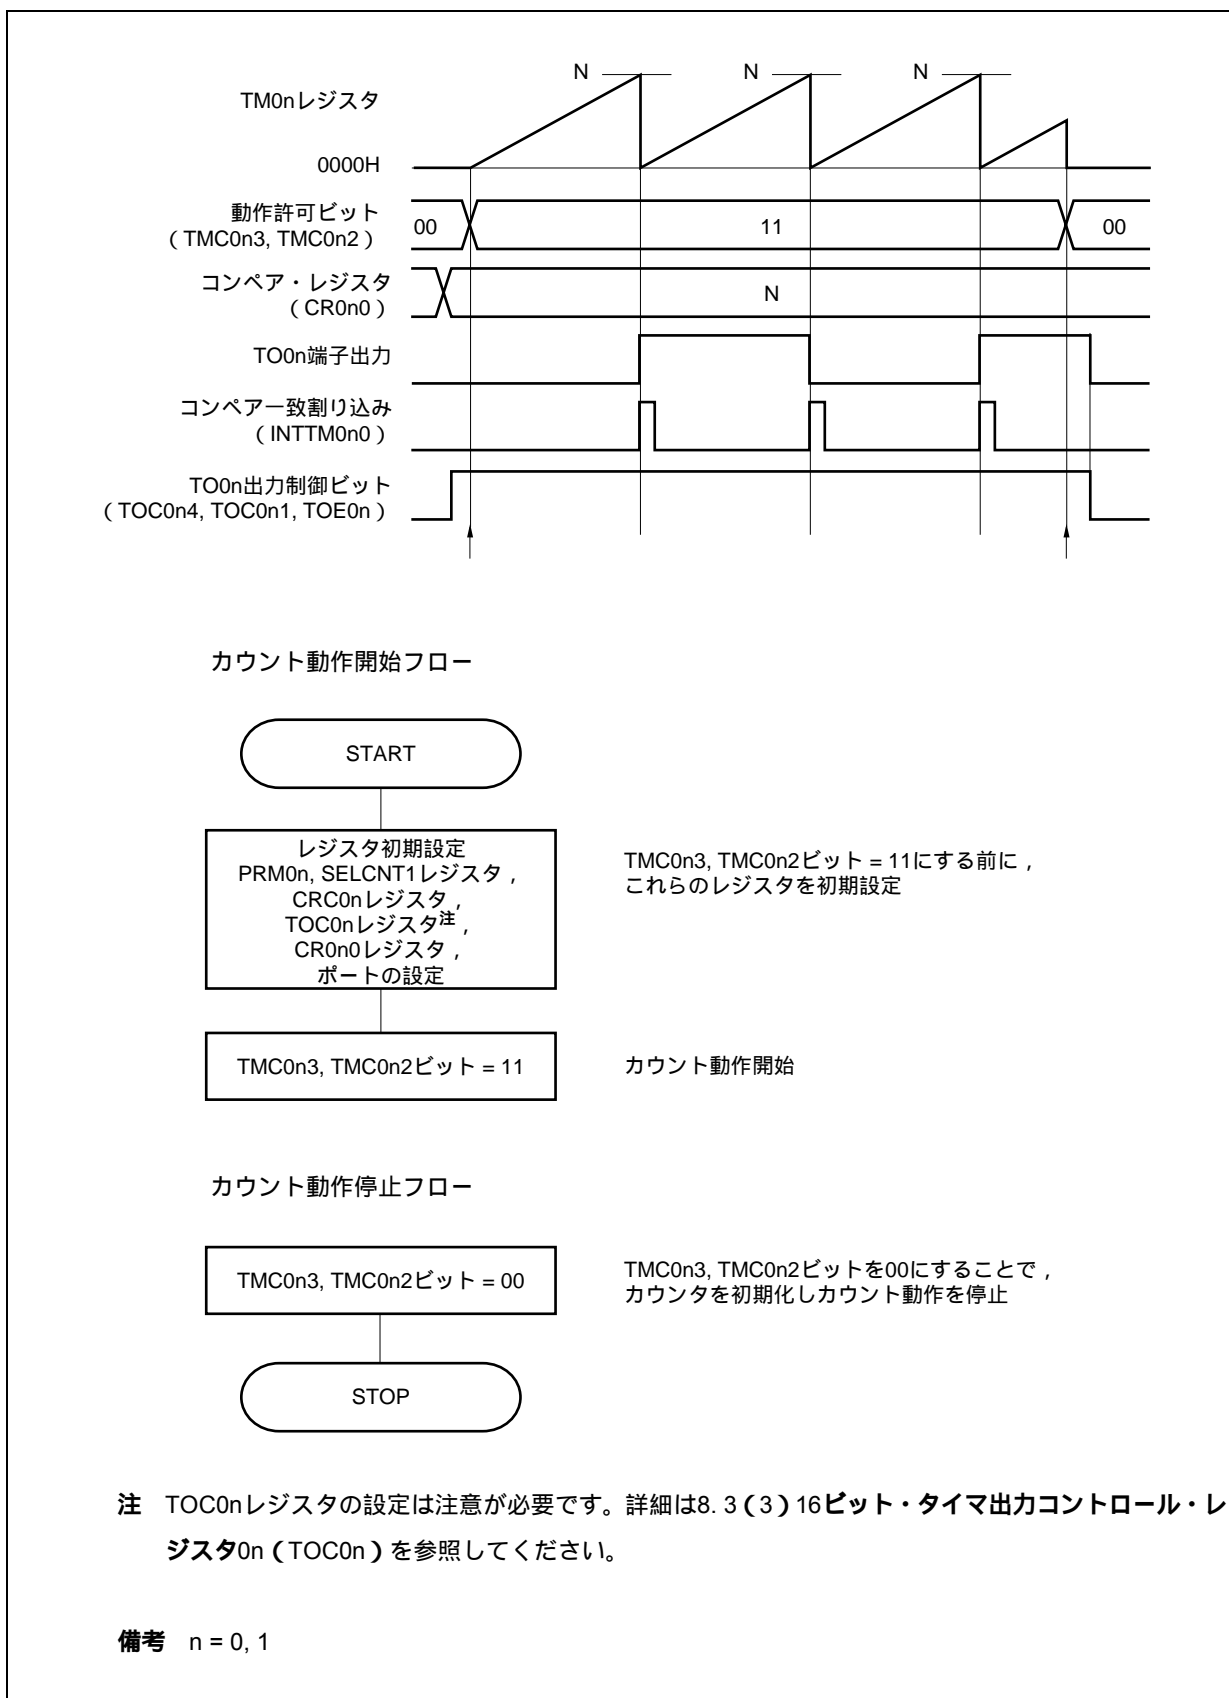 N N N
TM0nレジスタ
0000H
動作許可ビット
（TMC0n3, TMC0n2）
00 11 00
コンペア・レジスタ
（CR0n0）
N
TO0n端子出力
コンペア一致割り込み
（INTTM0n0）
TO0n出力制御ビット
（TOC0n4, TOC0n1, TOE0n）
カウント動作開始フロー
START
レジスタ初期設定
PRM0n, SELCNT1レジスタ，
CRC0nレジスタ，
TOC0nレジスタ注，
CR0n0レジスタ，
ポートの設定
TMC0n3, TMC0n2ビット = 11にする前に，
これらのレジスタを初期設定
TMC0n3, TMC0n2ビット = 11
カウント動作開始
カウント動作停止フロー
TMC0n3, TMC0n2ビット = 00
TMC0n3, TMC0n2ビットを00にすることで，
カウンタを初期化しカウント動作を停止
STOP
注 TOC0nレジスタの設定は注意が必要です。詳細は8. 3（3）16ビット・タイマ出力コントロール・レ
ジスタ0n（TOC0n）を参照してください。
備考 n = 0, 1